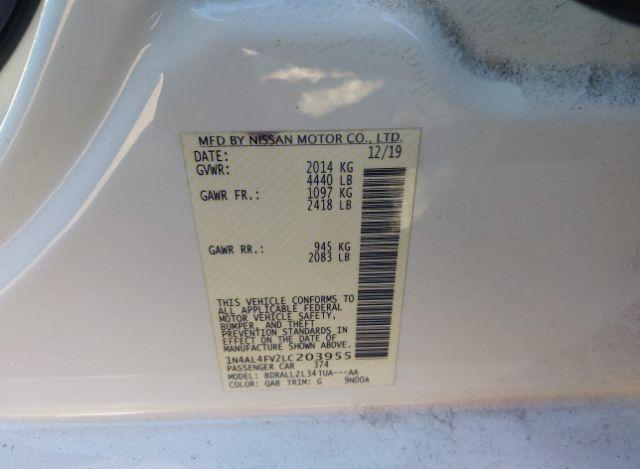 MFD BY NISSAN MOTOR CO., LTD.
DATE: 12/19
GVWR: 2014 KG
4440 LB
GAWR FR.: 1097 KG
2418 LB
GAWR RR.: 945 KG
2083 LB
THIS VEHICLE CONFORMS TO
ALL APPLICABLE FEDERAL
MOTOR VEHICLE SAFETY,
BUMPER, AND THEFT
PREVENTION STANDARDS IN
EFFECT ON THE DATE OF
MANUFACTURE SHOWN ABOVE.
1N4AL4FV2LC203955
PASSENGER CAR 374
MODEL: BDRALLZL34TUA---AA
COLOR: QAB TRIM: G 9N00A